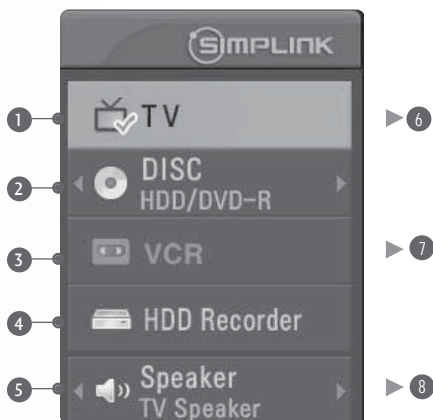 SIMPLINK
1 TV 6
2 DISC
HDD/DVD-R
3 VCR 7
4 HDD Recorder
5 Speaker 8
TV Speaker